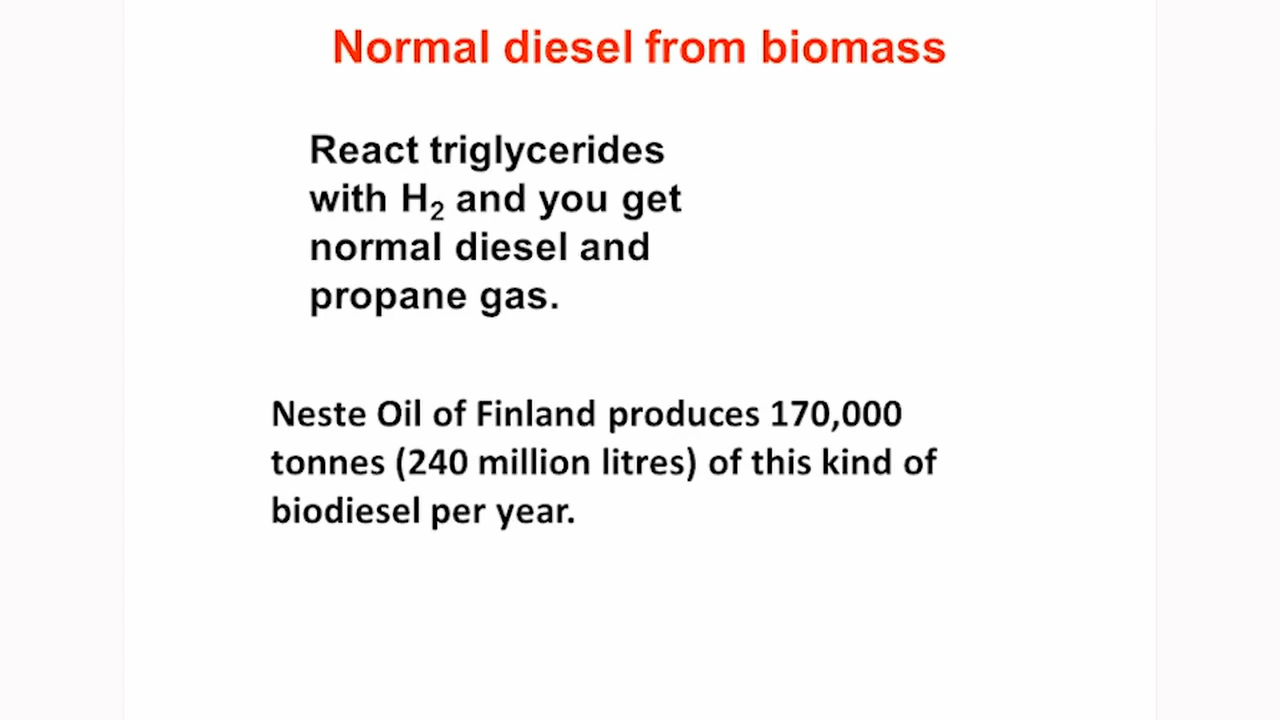 Normal diesel from biomass
React triglycerides
with H₂ and you get
normal diesel and
propane gas.
Neste Oil of Finland produces 170,000
tonnes (240 million litres) of this kind of
biodiesel per year.